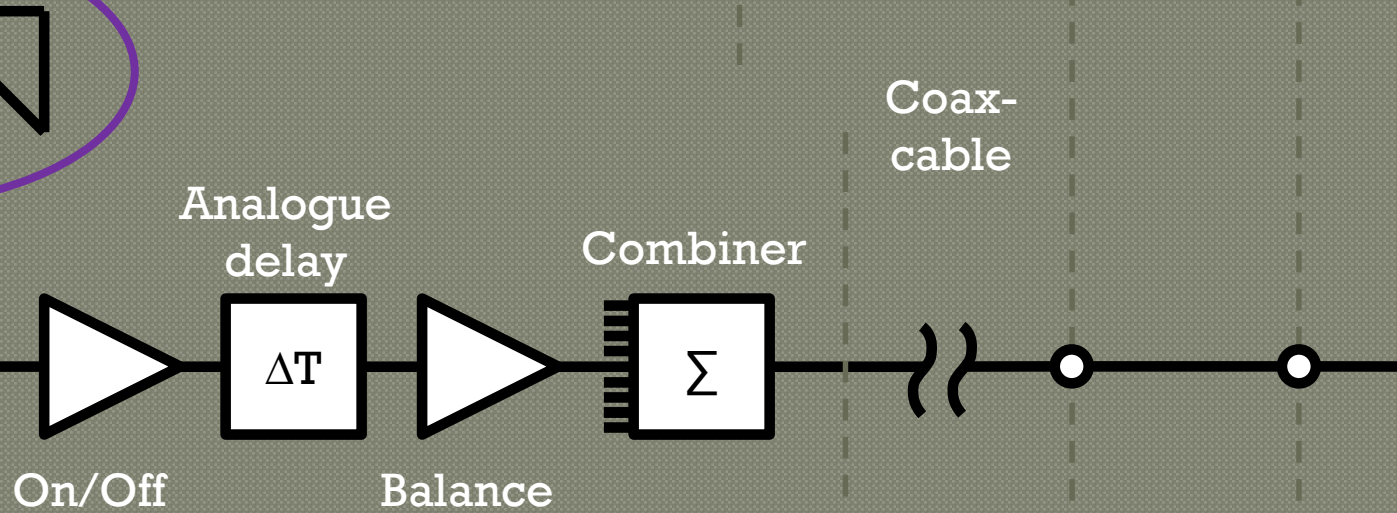 Coax-
cable
Analogue
delay
Combiner
ΔT
∑
On/Off
Balance